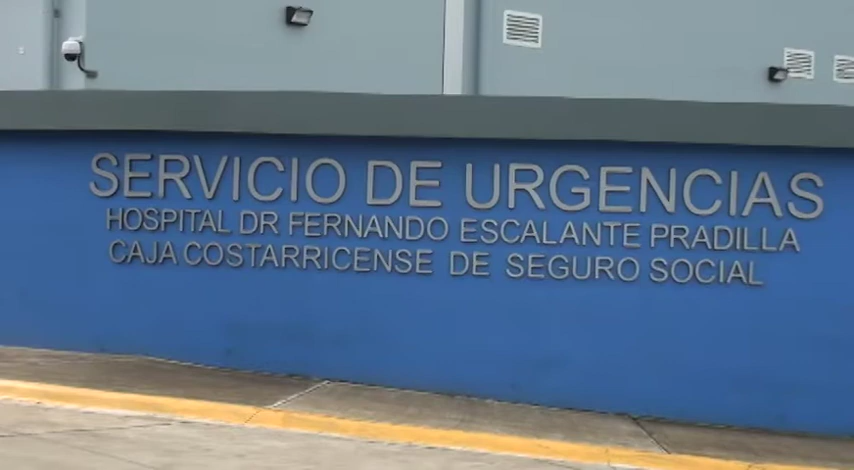 SERVICIO DE URGENCIAS
HOSPITAL DR FERNANDO ESCALANTE PRADILLA
CAJA COSTARRICENSE DE SEGURO SOCIAL